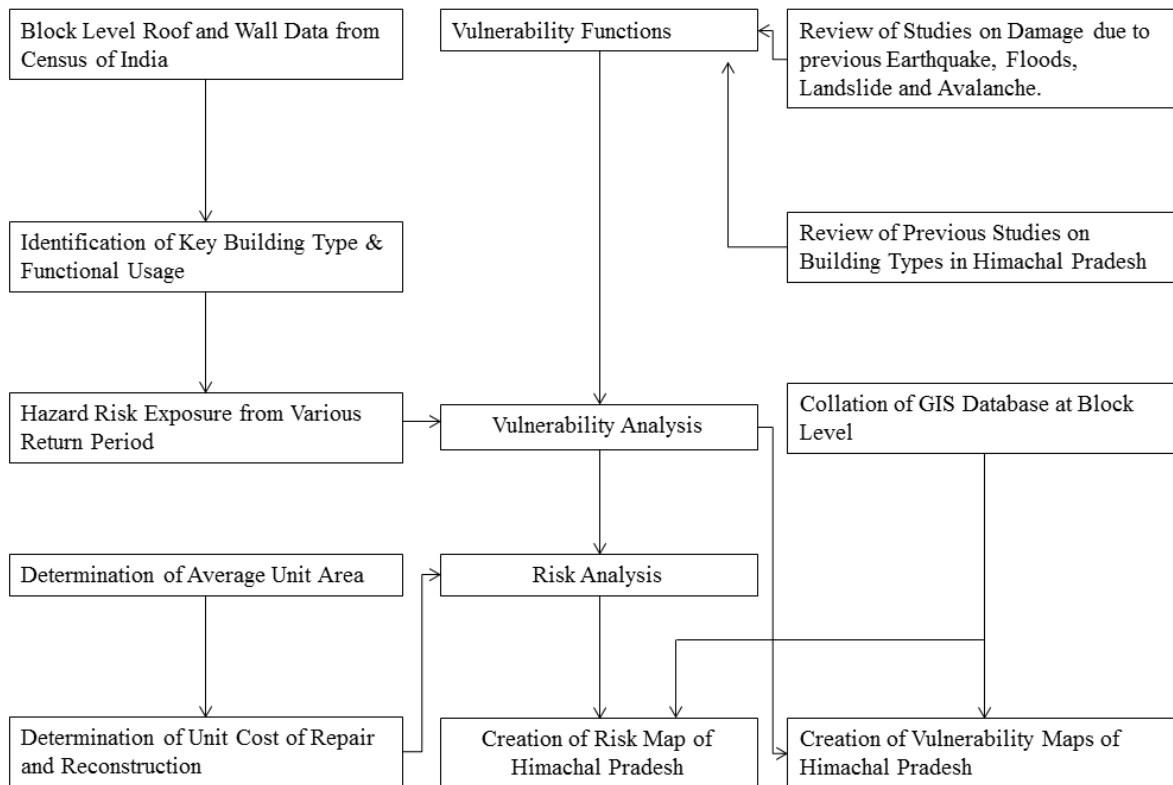 Block Level Roof and Wall Data from
Census of India
Vulnerability Functions
Review of Studies on Damage due to
previous Earthquake, Floods,
Landslide and Avalanche.
Identification of Key Building Type &
Functional Usage
Review of Previous Studies on
Building Types in Himachal Pradesh
Hazard Risk Exposure from Various
Return Period
Vulnerability Analysis
Collation of GIS Database at Block
Level
Determination of Average Unit Area
Risk Analysis
Determination of Unit Cost of Repair
and Reconstruction
Creation of Risk Map of
Himachal Pradesh
Creation of Vulnerability Maps of
Himachal Pradesh